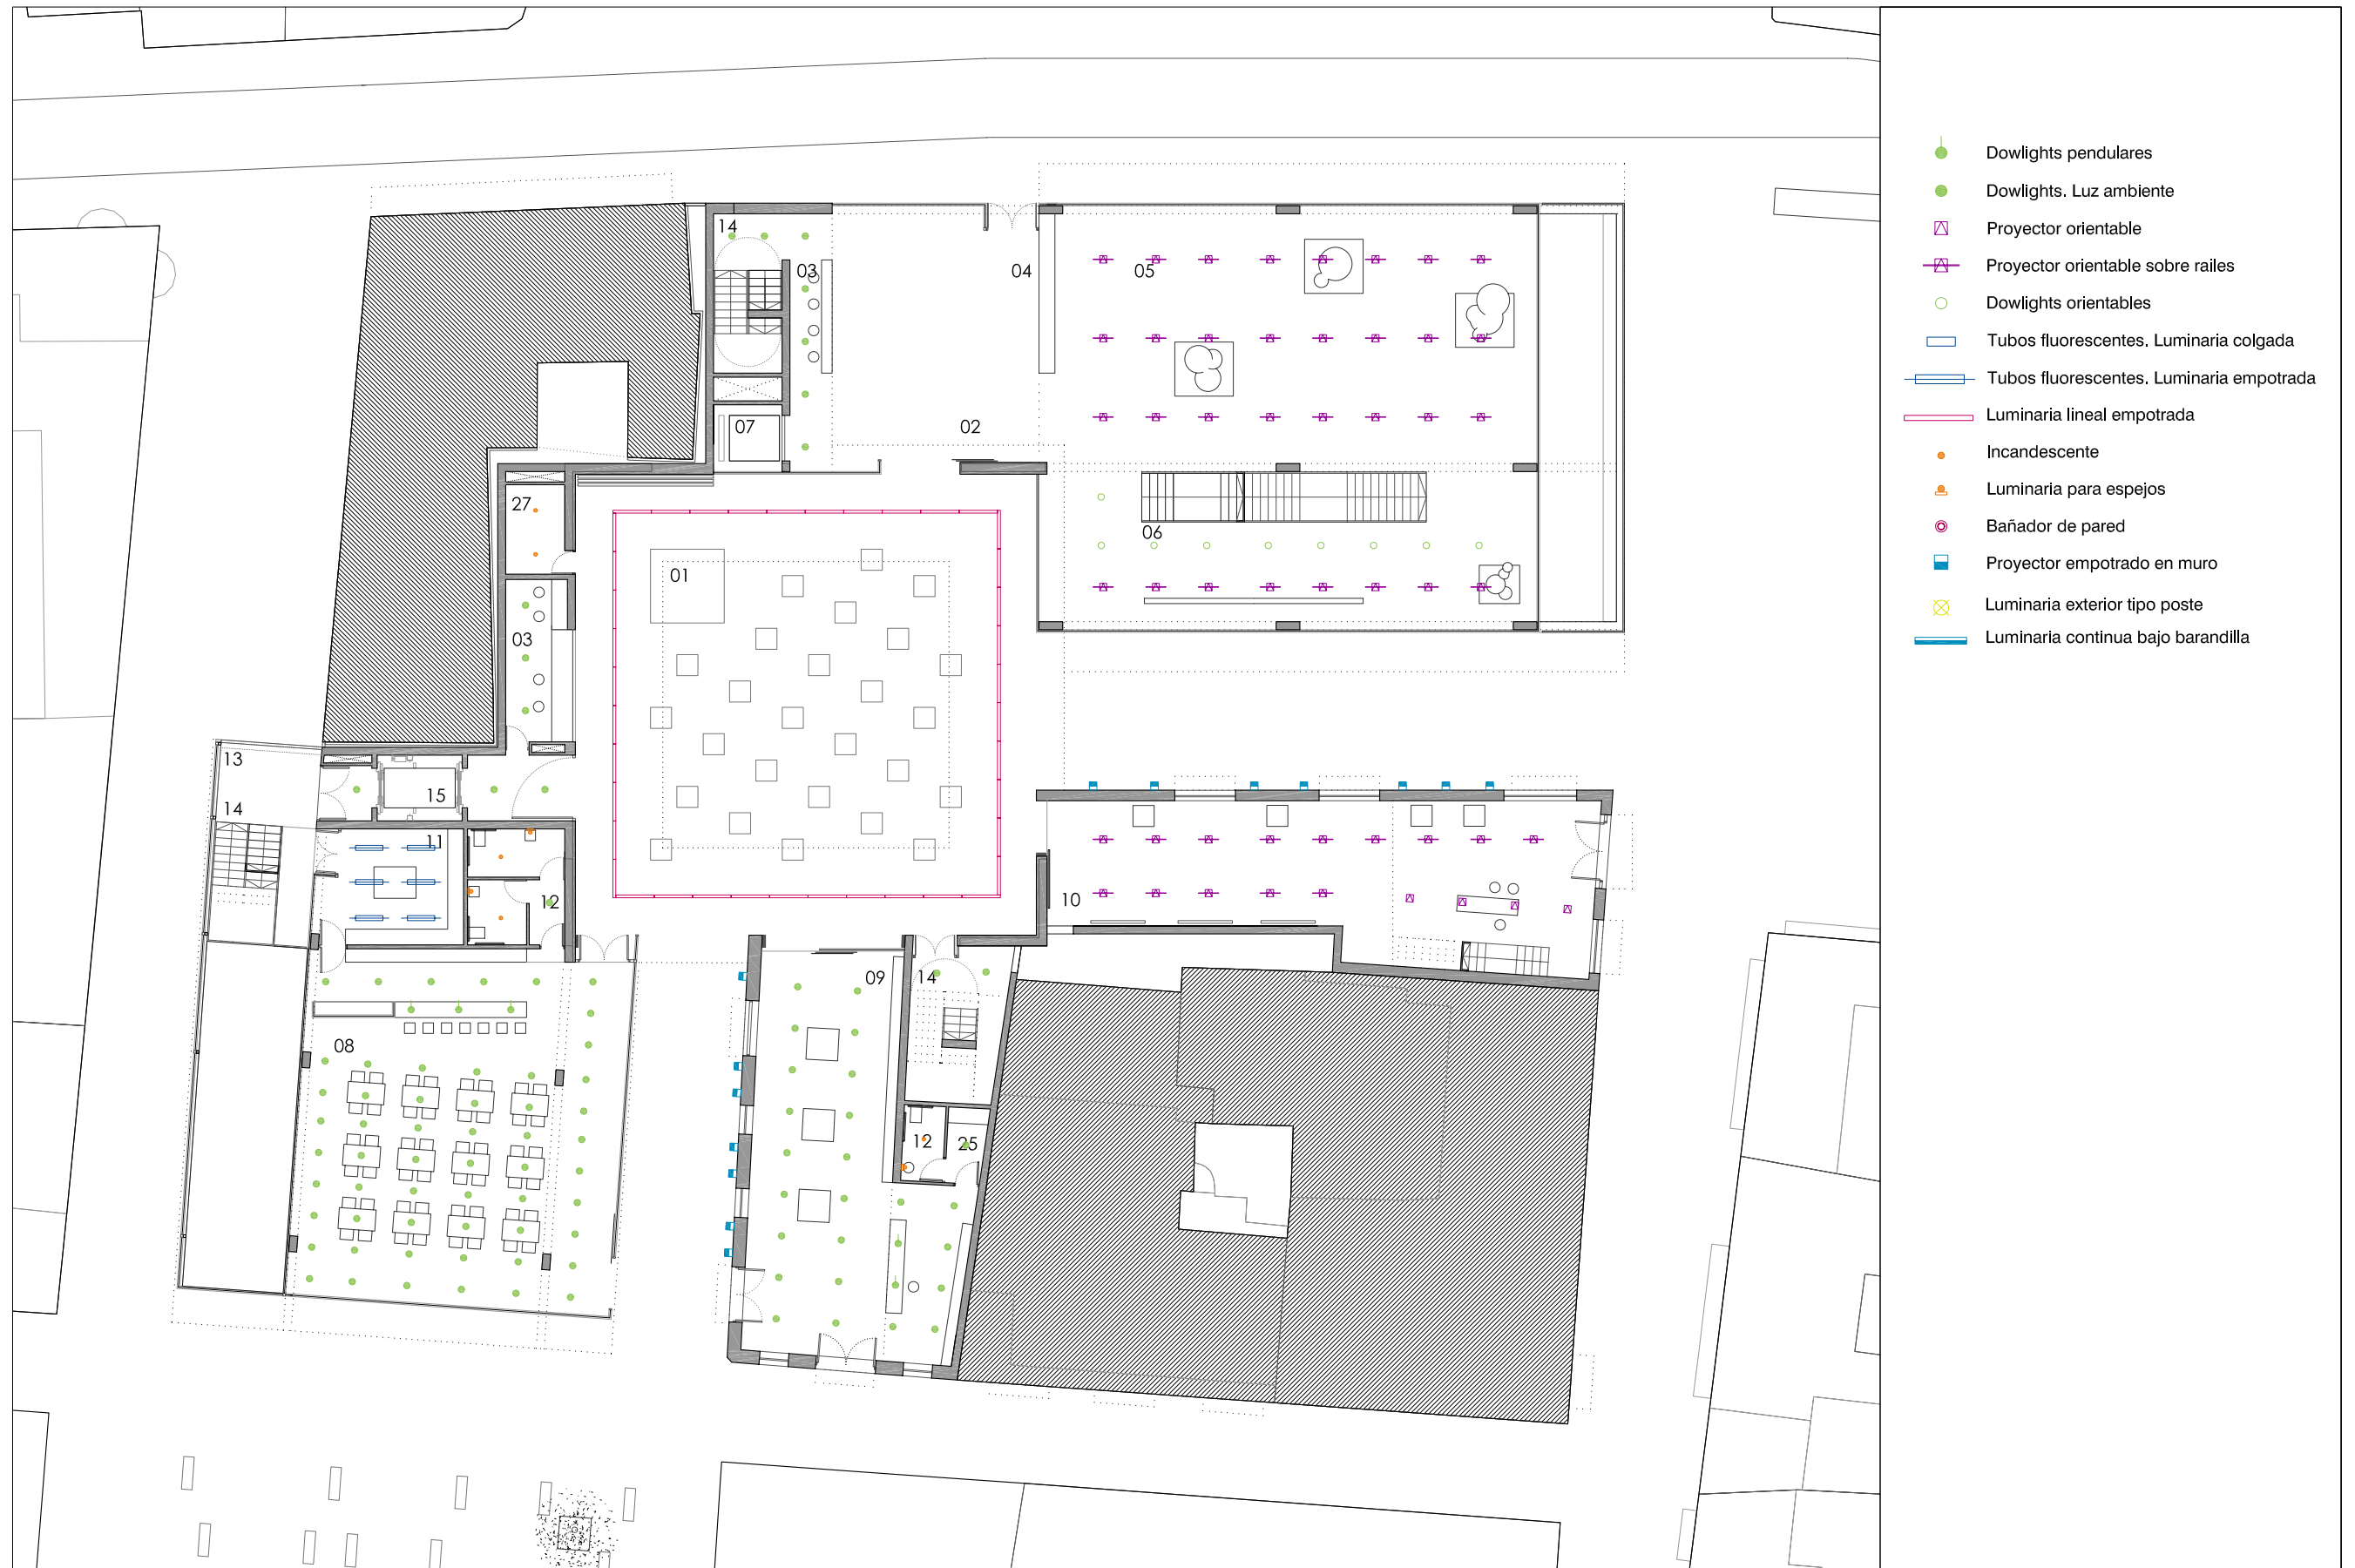 Dowlights pendulares
Dowlights. Luz ambiente
Proyector orientable
Proyector orientable sobre railes
Dowlights orientables
Tubos fluorescentes. Luminaria colgada
Tubos fluorescentes. Luminaria empotrada
Luminaria lineal empotrada
Incandescente
Luminaria para espejos
Bañador de pared
Proyector empotrado en muro
Luminaria exterior tipo poste
Luminaria continua bajo barandilla
14
03
04
05
07
02
27
06
01
03
13
15
14
11
12
10
09
14
08
12
25